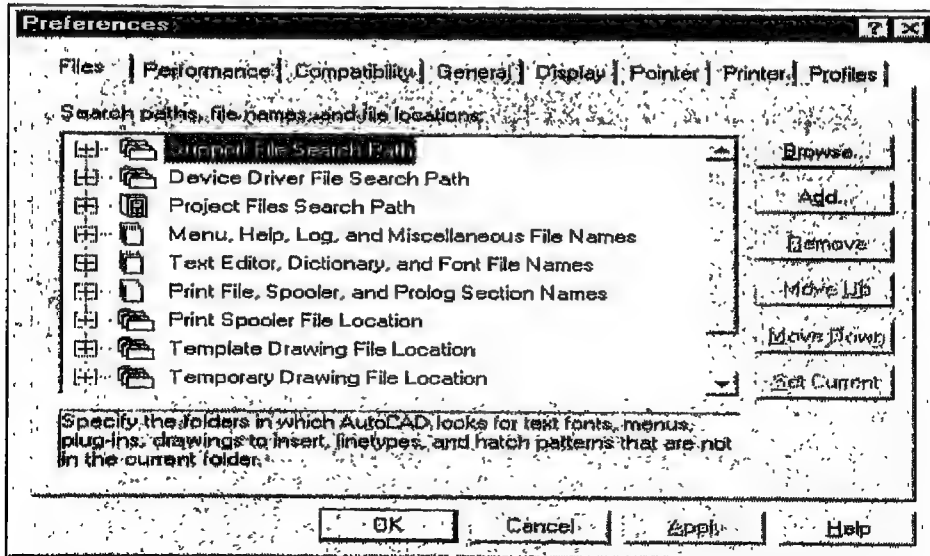 Preferences
Files Performance Compatibility General Display Pointer Printer Profiles
Search paths, file names, and file locations:
Support File Search Path
Browse...
Device Driver File Search Path
Add...
Project Files Search Path
Menu, Help, Log, and Miscellaneous File Names
Remove
Text Editor, Dictionary, and Font File Names
Print File, Spooler, and Prolog Section Names
Move Up
Print Spooler File Location
Move Down
Template Drawing File Location
Temporary Drawing File Location
Set Current
Specify the folders in which AutoCAD looks for text fonts, menus,
plug-ins, drawings to insert, linetypes, and hatch patterns that are not
in the current folder.
OK Cancel Apply Help